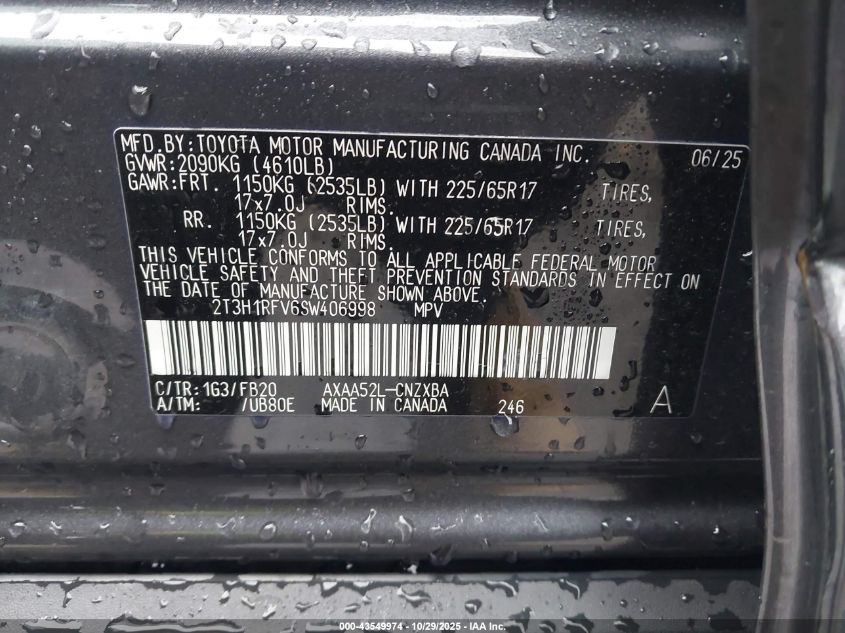 MFD.BY:TOYOTA MOTOR MANUFACTURING CANADA INC. 06/25
GVWR:2090KG (4610LB)
GAWR:FRT. 1150KG (2535LB) WITH 225/65R17 TIRES,
17x7.0J RIMS.
RR. 1150KG (2535LB) WITH 225/65R17 TIRES,
17x7.0J RIMS.
THIS VEHICLE CONFORMS TO ALL APPLICABLE FEDERAL MOTOR
VEHICLE SAFETY AND THEFT PREVENTION STANDARDS IN EFFECT ON
THE DATE OF MANUFACTURE SHOWN ABOVE.
2T3H1RFV6SW406998 MPV
C/TR:1G3/FB20 AXAA52L-CNZXBA
A/TM: /UB80E MADE IN CANADA 246 A
000-43549974 - 10/29/2025 - IAA Inc.